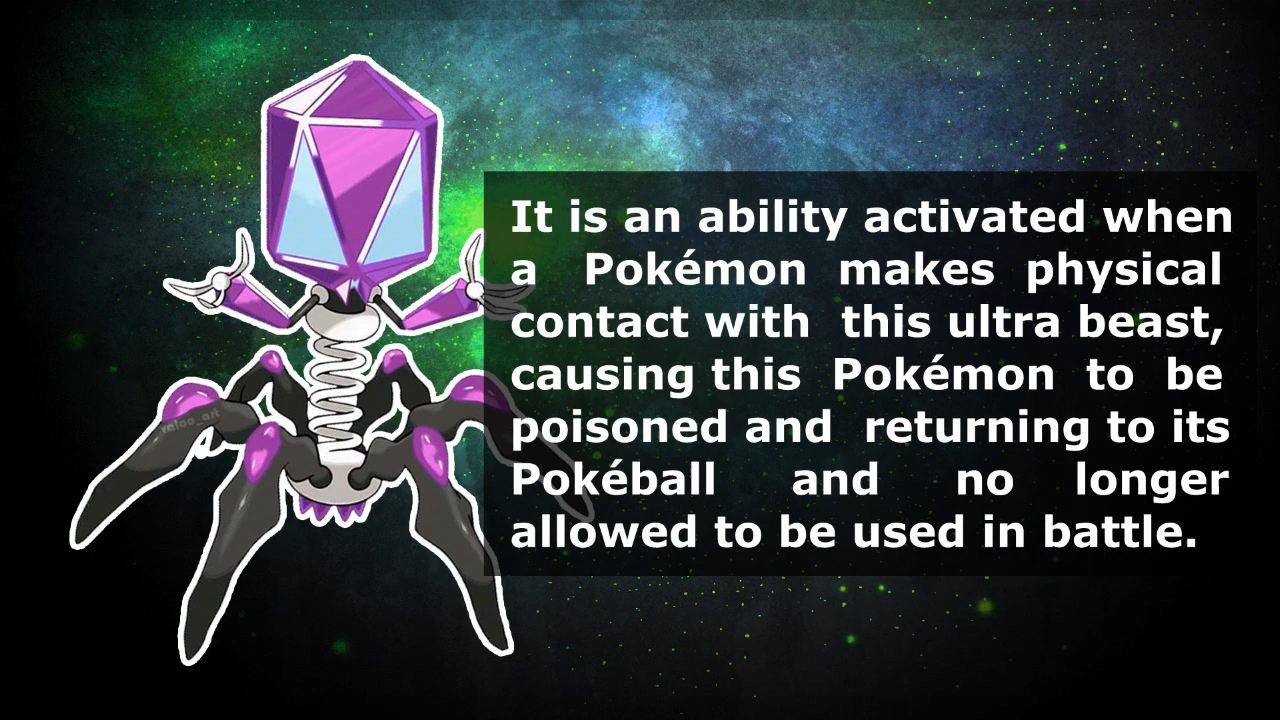 It is an ability activated when
a Pokémon makes physical
contact with this ultra beast,
causing this Pokémon to be
poisoned and returning to its
Pokéball and no longer
allowed to be used in battle.
valoo_art